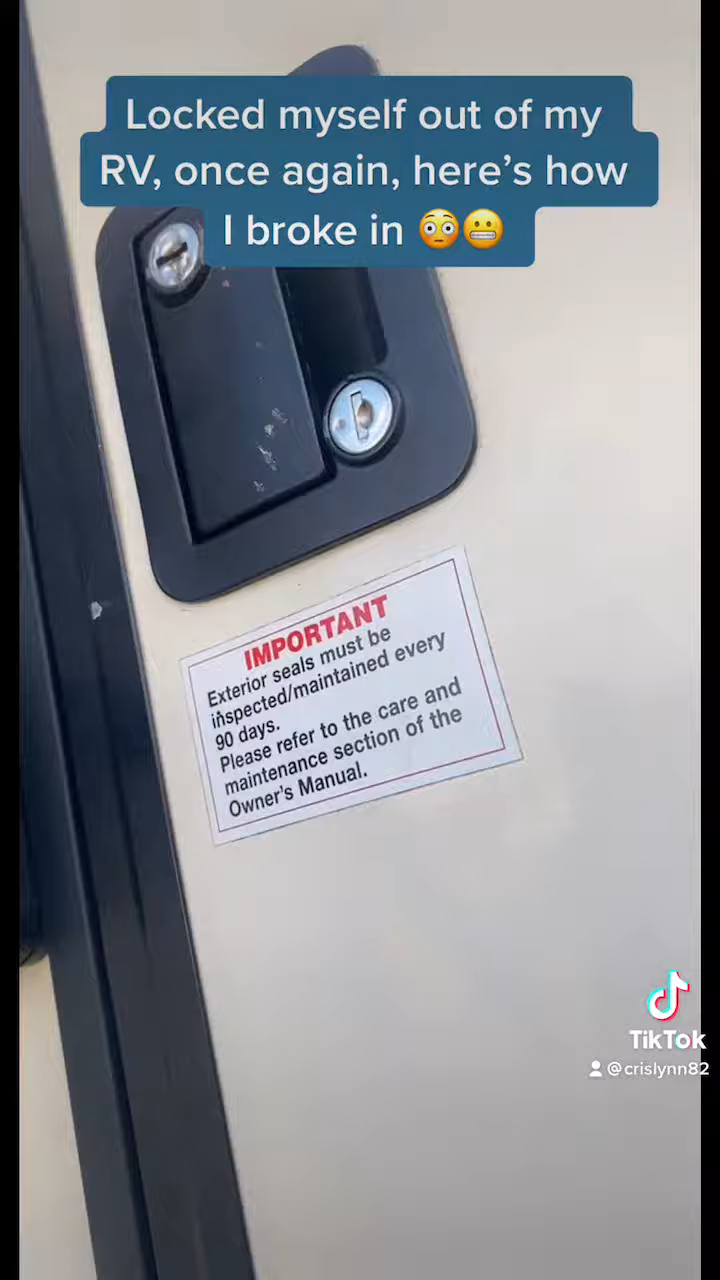 Locked myself out of my
RV, once again, here's how
I broke in 😳😬
IMPORTANT
Exterior seals must be
inspected/maintained every
90 days.
Please refer to the care and
maintenance section of the
Owner's Manual.
TikTok
@crislynn82